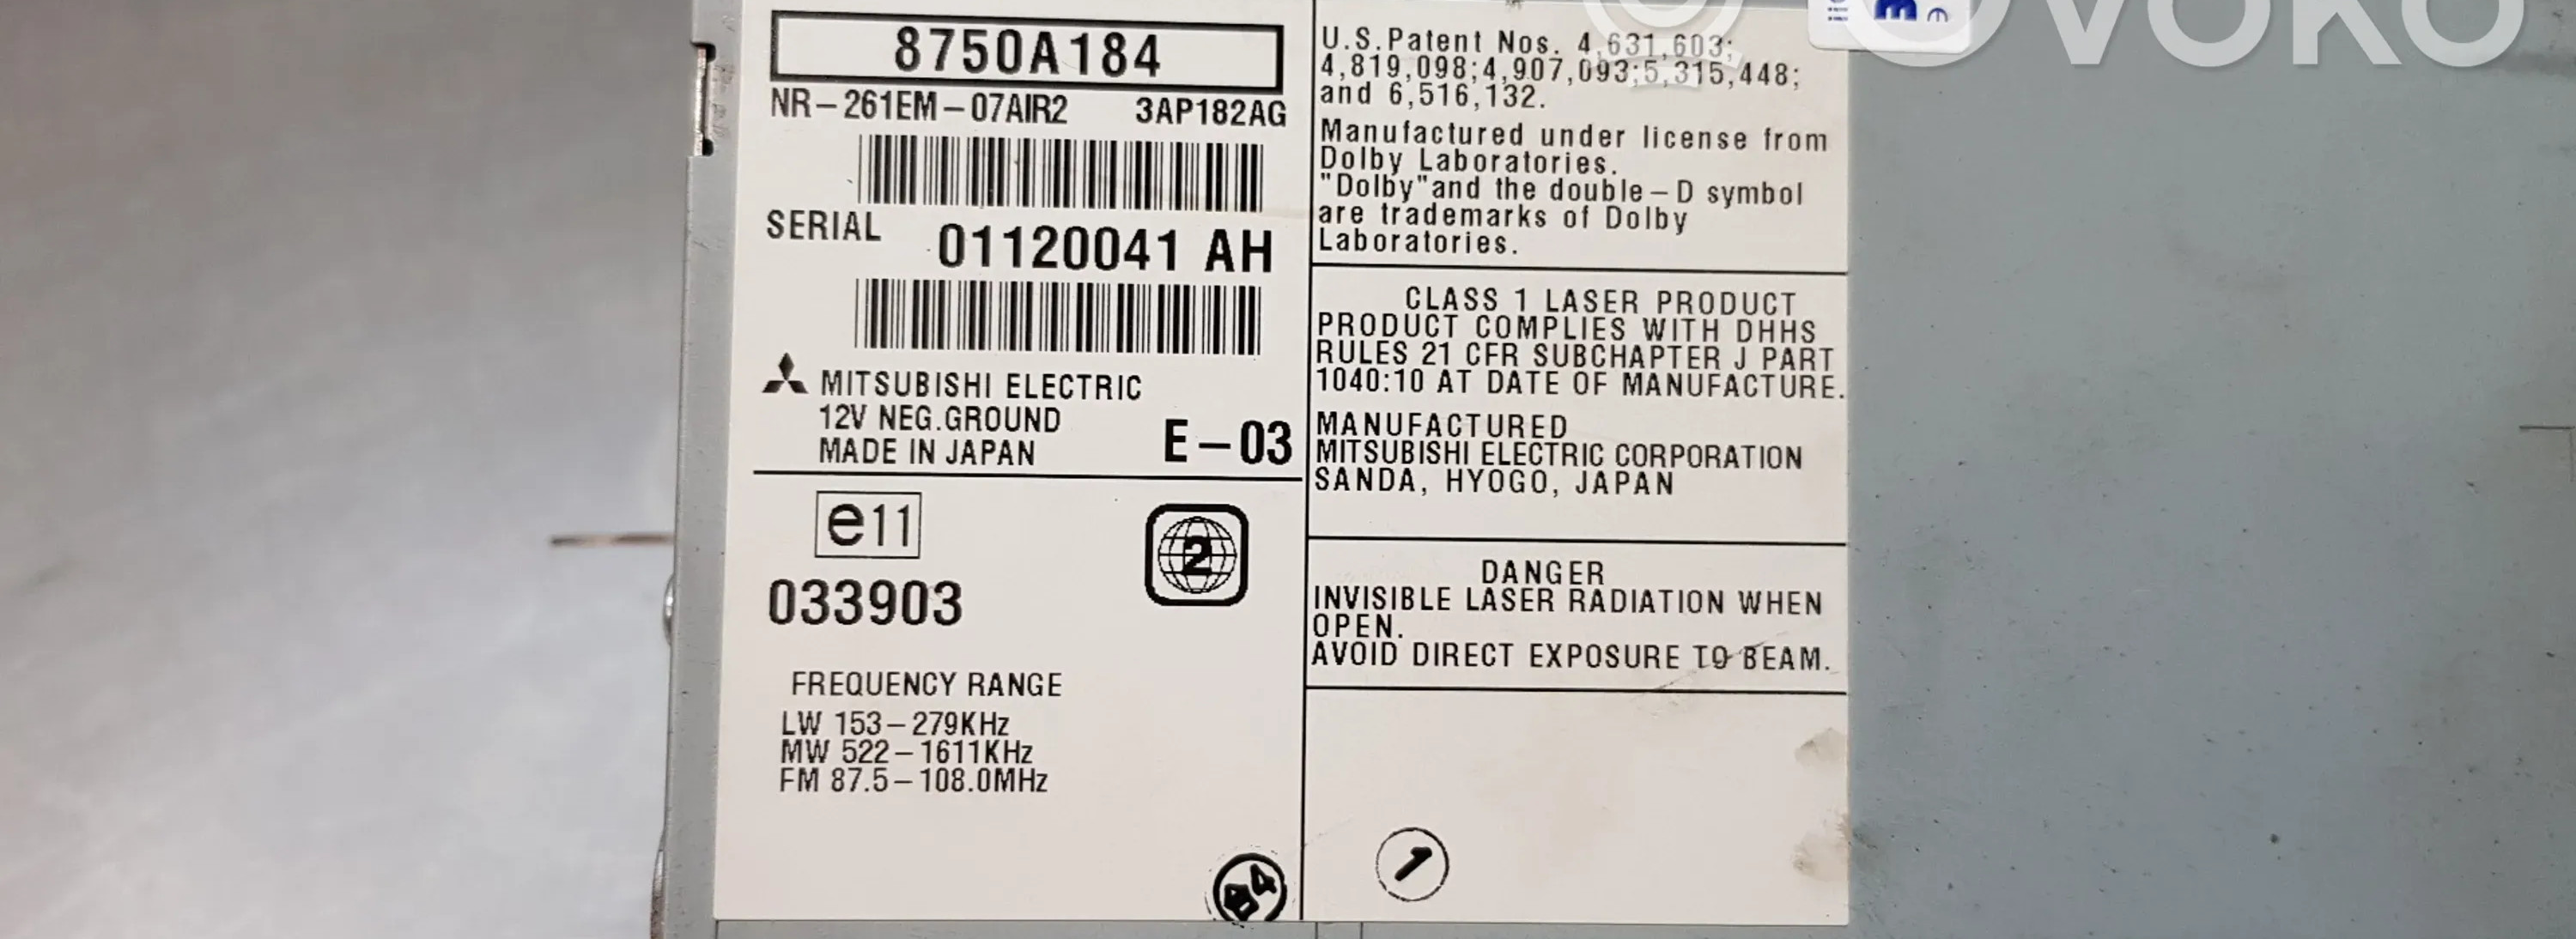 8750A184
NR-261EM-07AIR2 3AP182AG
SERIAL 01120041 AH
MITSUBISHI ELECTRIC
12V NEG.GROUND
MADE IN JAPAN E-03
e11
2
033903
FREQUENCY RANGE
LW 153-279KHz
MW 522-1611KHz
FM 87.5-108.0MHz
U.S.Patent Nos. 4,631,603;
4,819,098;4,907,093;5,315,448;
and 6,516,132.
Manufactured under license from
Dolby Laboratories.
"Dolby"and the double-D symbol
are trademarks of Dolby
Laboratories.
CLASS 1 LASER PRODUCT
PRODUCT COMPLIES WITH DHHS
RULES 21 CFR SUBCHAPTER J PART
1040:10 AT DATE OF MANUFACTURE.
MANUFACTURED
MITSUBISHI ELECTRIC CORPORATION
SANDA, HYOGO, JAPAN
DANGER
INVISIBLE LASER RADIATION WHEN
OPEN.
AVOID DIRECT EXPOSURE TO BEAM.
1
OVOKO